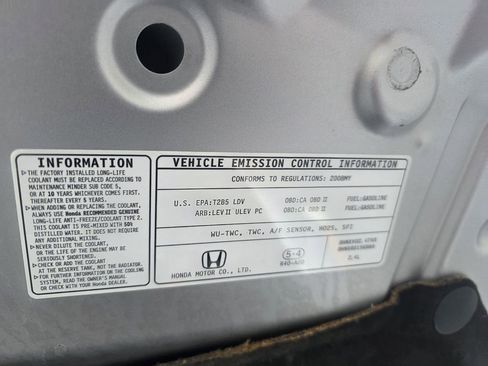 INFORMATION
▶THE FACTORY INSTALLED LONG-LIFE
COOLANT MUST BE REPLACED ACCORDING TO
MAINTENANCE MINDER SUB CODE 5,
OR AT 10 YEARS WHICHEVER COMES FIRST.
THEREAFTER, EVERY 5 YEARS.
▶WHEN ADDING OR REPLACING THE COOLANT,
ALWAYS USE Honda RECOMMENDED GENUINE
LONG-LIFE ANTI-FREEZE/COOLANT TYPE 2.
THIS COOLANT IS PRE-MIXED WITH 50%
DISTILLED WATER. IT DOES NOT REQUIRE
ANY ADDITIONAL MIXING.
▶NEVER DILUTE THE COOLANT,
OR THE LIFE OF THE ENGINE MAY BE
SERIOUSLY SHORTENED.
▶CHECK OR ADD THE COOLANT
AT THE RESERVE TANK, NOT THE RADIATOR.
▶FOR FURTHER INFORMATION ON COOLING
SYSTEM, READ THE OWNER'S MANUAL
OR CHECK WITH YOUR Honda DEALER.
VEHICLE EMISSION CONTROL INFORMATION
CONFORMS TO REGULATIONS: 2008MY
U.S. EPA:T2B5 LDV OBD:CA OBD II FUEL:GASOLINE
ARB:LEVII ULEV PC OBD:CA OBD II FUEL:GASOLINE
WU-TWC, TWC, A/F SENSOR, HO2S, SFI
HONDA MOTOR CO., LTD.
5-4
2.4L